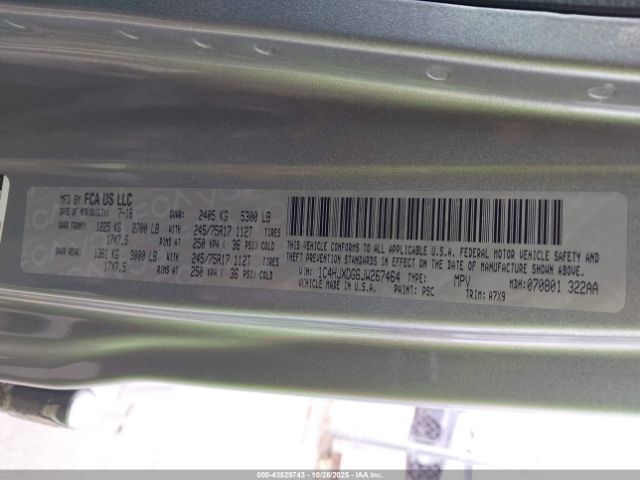 MFD BY FCA US LLC
DATE OF MFR(BUILT): 7-18 GVWR: 2405 KG 5300 LB
GAWR FRONT: 1225 KG 2700 LB WITH 245/75R17 112T TIRES
17X7.5 RIMS AT 250 KPA ( 36 PSI) COLD
GAWR REAR: 1361 KG 3000 LB WITH 245/75R17 112T TIRES
17X7.5 RIMS AT 250 KPA ( 36 PSI) COLD
THIS VEHICLE CONFORMS TO ALL APPLICABLE U.S.A. FEDERAL MOTOR VEHICLE SAFETY, BUMPER AND
THEFT PREVENTION STANDARDS IN EFFECT ON THE DATE OF MANUFACTURE SHOWN ABOVE.
VIN: 1C4HJXDG6JW267464 TYPE: MPV MDH: 070801 322AA
VEHICLE MADE IN U.S.A. PAINT: PSC TRIM: A7X9
000-43529743 | 10/28/2025 | © IAA, LLC.